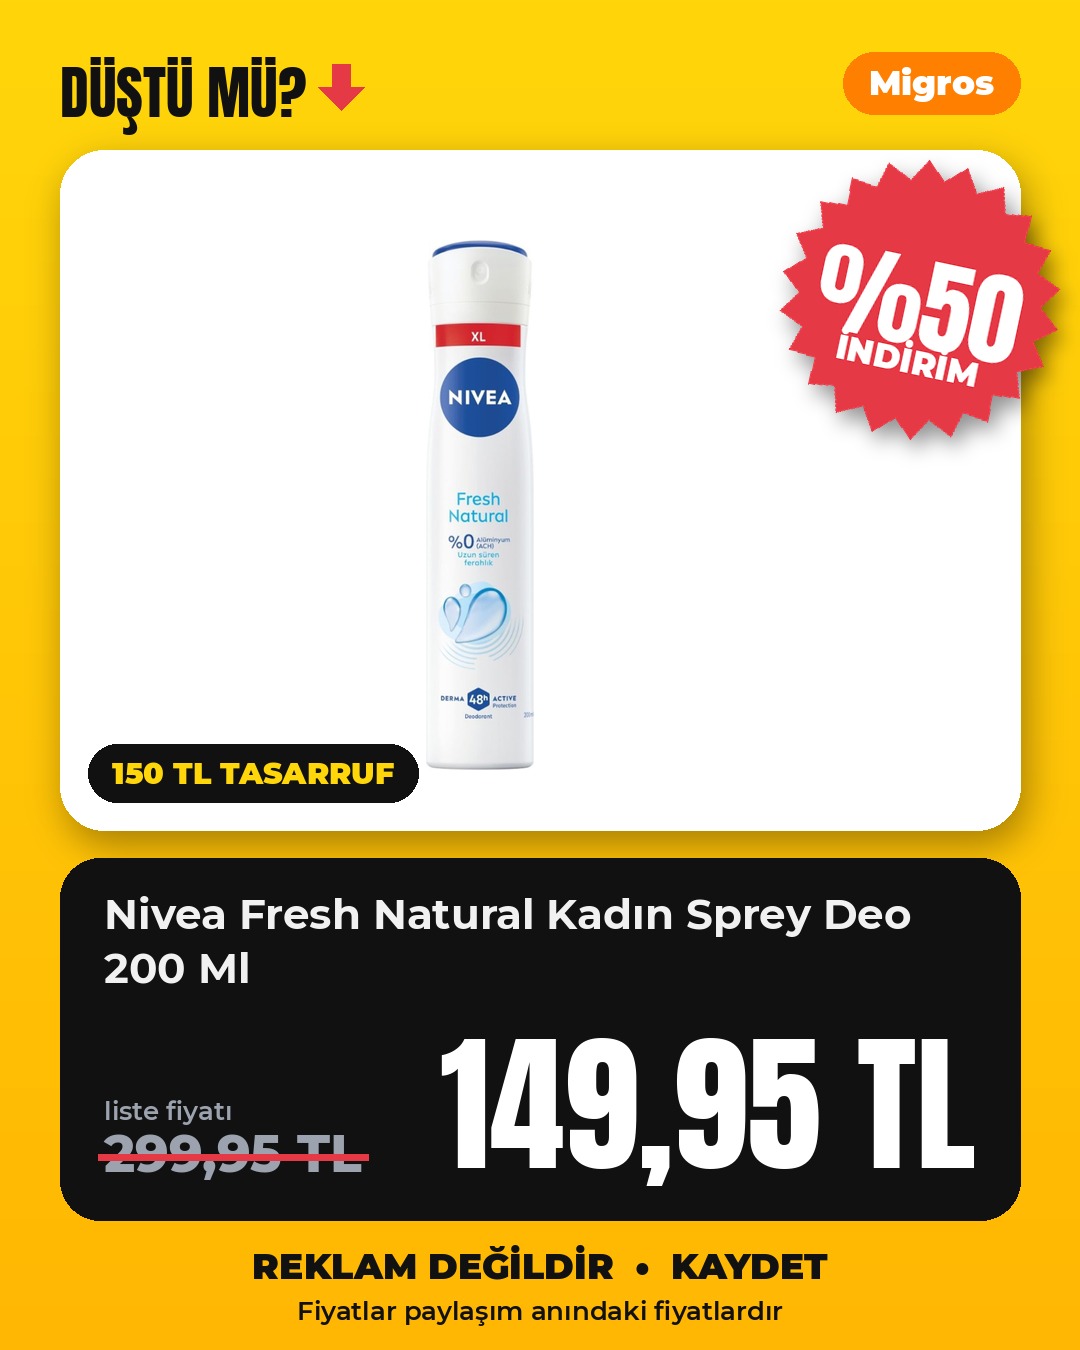 DÜŞTÜ MÜ?
Migros
%50
İNDİRİM
XL
NIVEA
Fresh
Natural
%0 Alüminyum
(ACH)
Uzun süren
ferahlık
DERMA 48h ACTIVE
Protection
Deodorant
150 TL TASARRUF
Nivea Fresh Natural Kadın Sprey Deo
200 Ml
liste fiyatı
299,95 TL
149,95 TL
REKLAM DEĞİLDİR • KAYDET
Fiyatlar paylaşım anındaki fiyatlardır